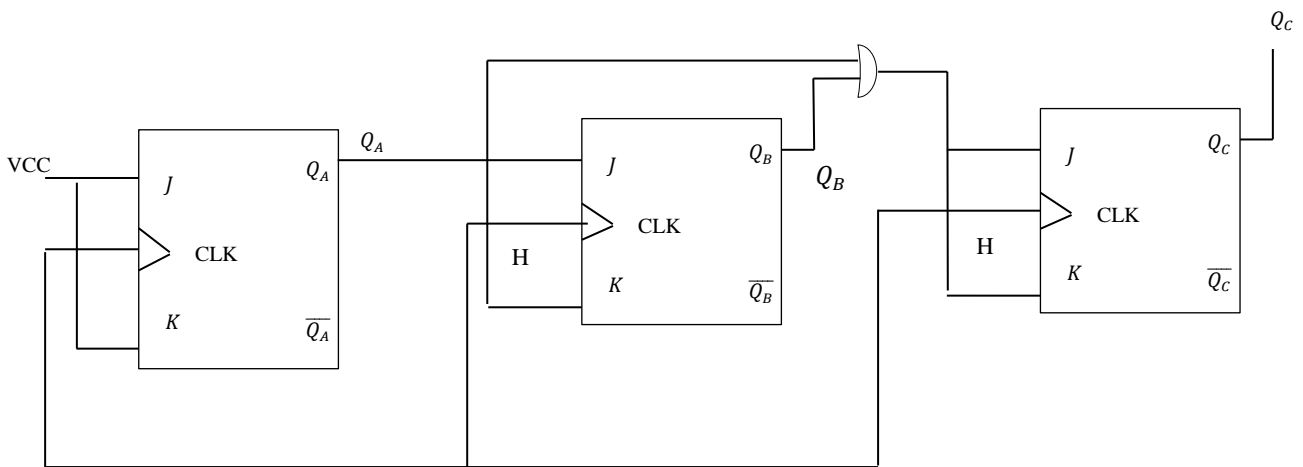 Q_C
Q_A
VCC
J
Q_A
CLK
K
\overline{Q_A}
J
Q_B
Q_B
CLK
H
K
\overline{Q_B}
J
Q_C
CLK
H
K
\overline{Q_C}